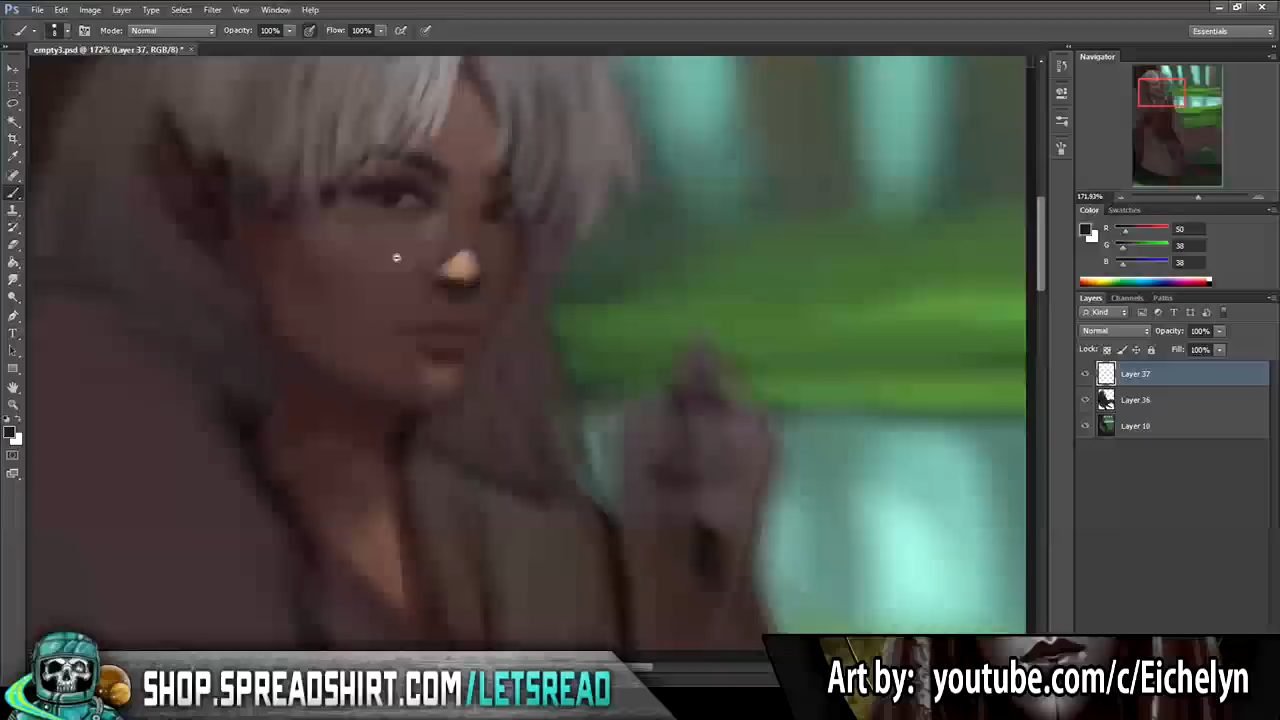 Ps File Edit Image Layer Type Select Filter View Window Help
8 Mode: Normal Opacity: 100% Flow: 100% Essentials
empty3.psd @ 172% (Layer 37, RGB/8) * ×
Navigator
171.93%
Color Swatches
R 50
G 38
B 38
Layers Channels Paths
Kind
Normal Opacity: 100%
Lock: Fill: 100%
Layer 37
Layer 36
Layer 10
SHOP.SPREADSHIRT.COM/LETSREAD
Art by: youtube.com/c/Eichelyn